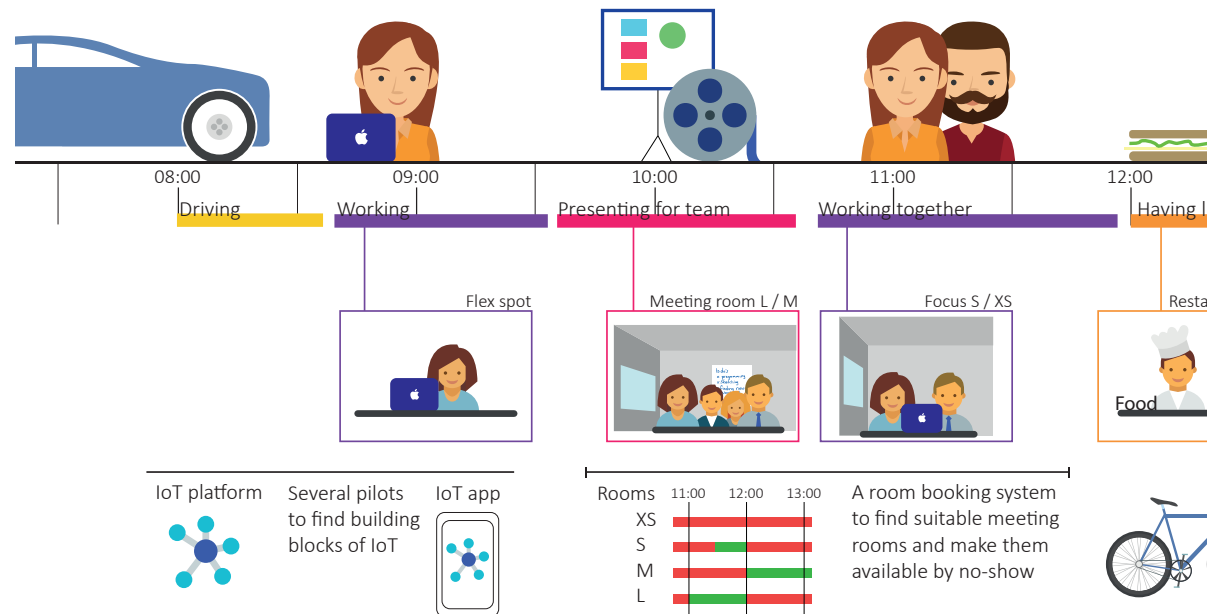 08:00
09:00
10:00
11:00
12:00
Driving
Working
Presenting for team
Working together
Having l
Flex spot
Meeting room L / M
Focus S / XS
Resta
Food
IoT platform
Several pilots
to find building
blocks of IoT
IoT app
Rooms
11:00
12:00
13:00
XS
S
M
L
A room booking system
to find suitable meeting
rooms and make them
available by no-show